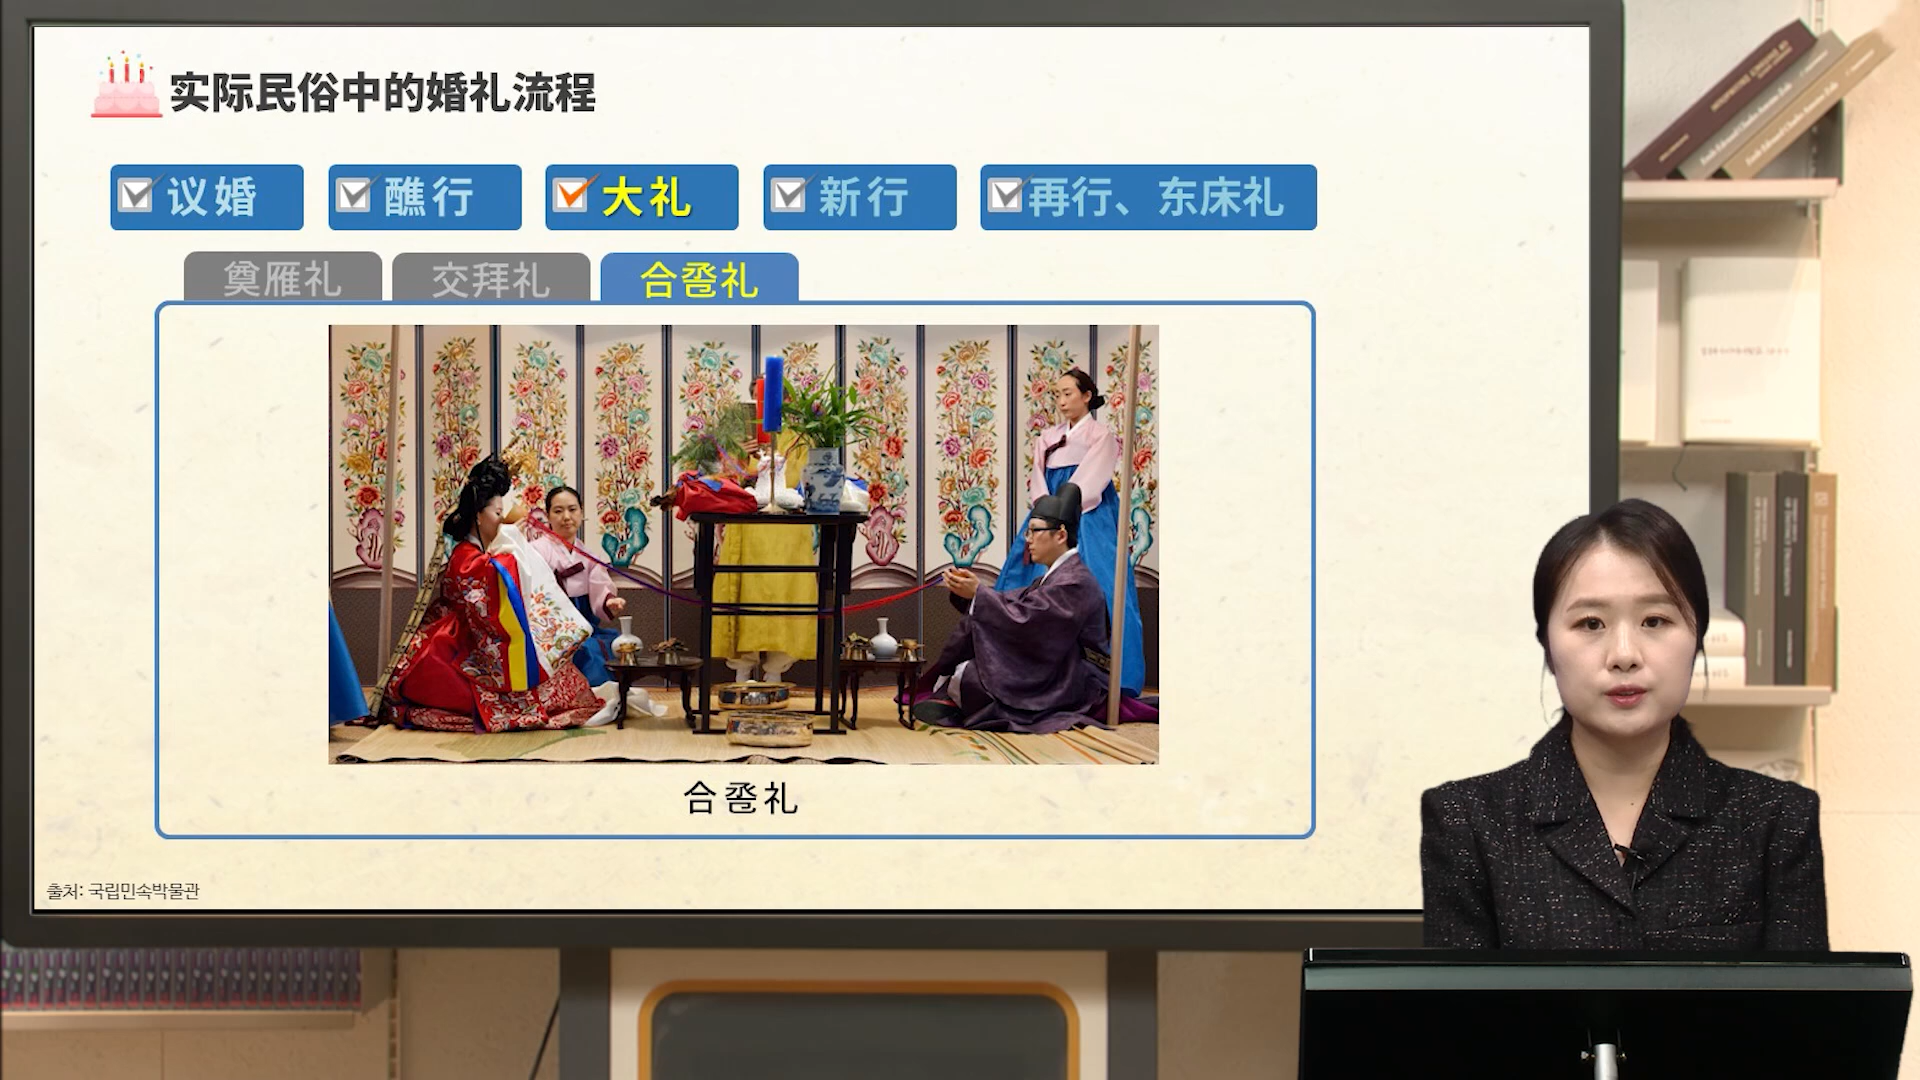 实际民俗中的婚礼流程
议婚
醮行
大礼
新行
再行、东床礼
奠雁礼
交拜礼
合卺礼
合卺礼
출처: 국립민속박물관